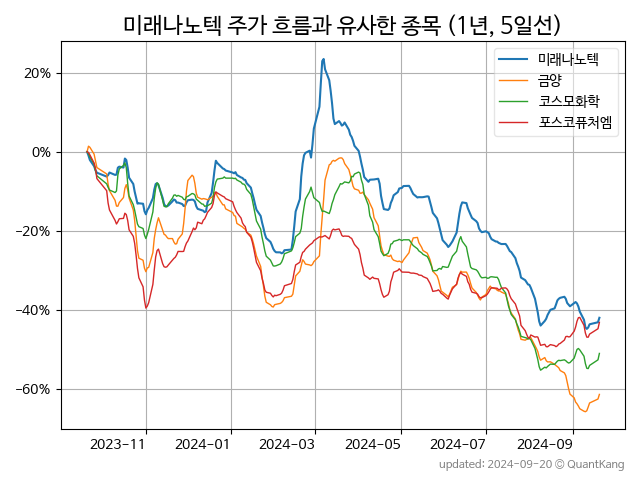 미래나노텍 주가 흐름과 유사한 종목 (1년, 5일선)
미래나노텍
금양
코스모화학
포스코퓨처엠
20%
0%
−20%
−40%
−60%
2023-11 2024-01 2024-03 2024-05 2024-07 2024-09
updated: 2024-09-20 © QuantKang